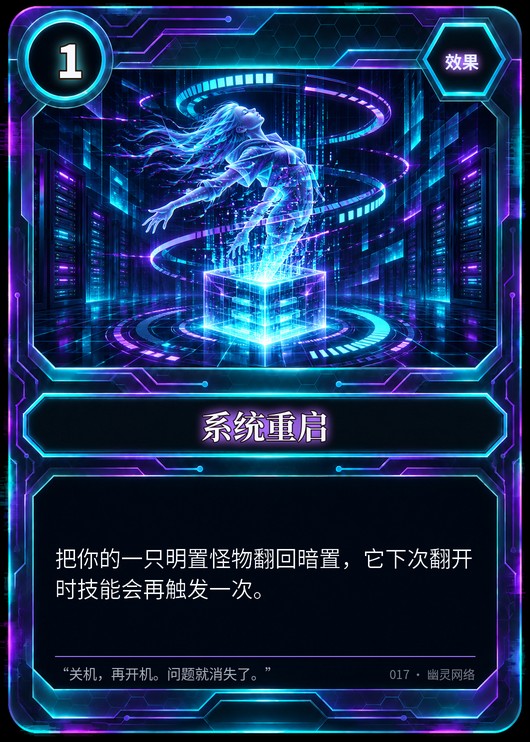 1
效果
系统重启
把你的一只明置怪物翻回暗置，它下次翻开
时技能会再触发一次。
“关机，再开机。问题就消失了。”
017 · 幽灵网络